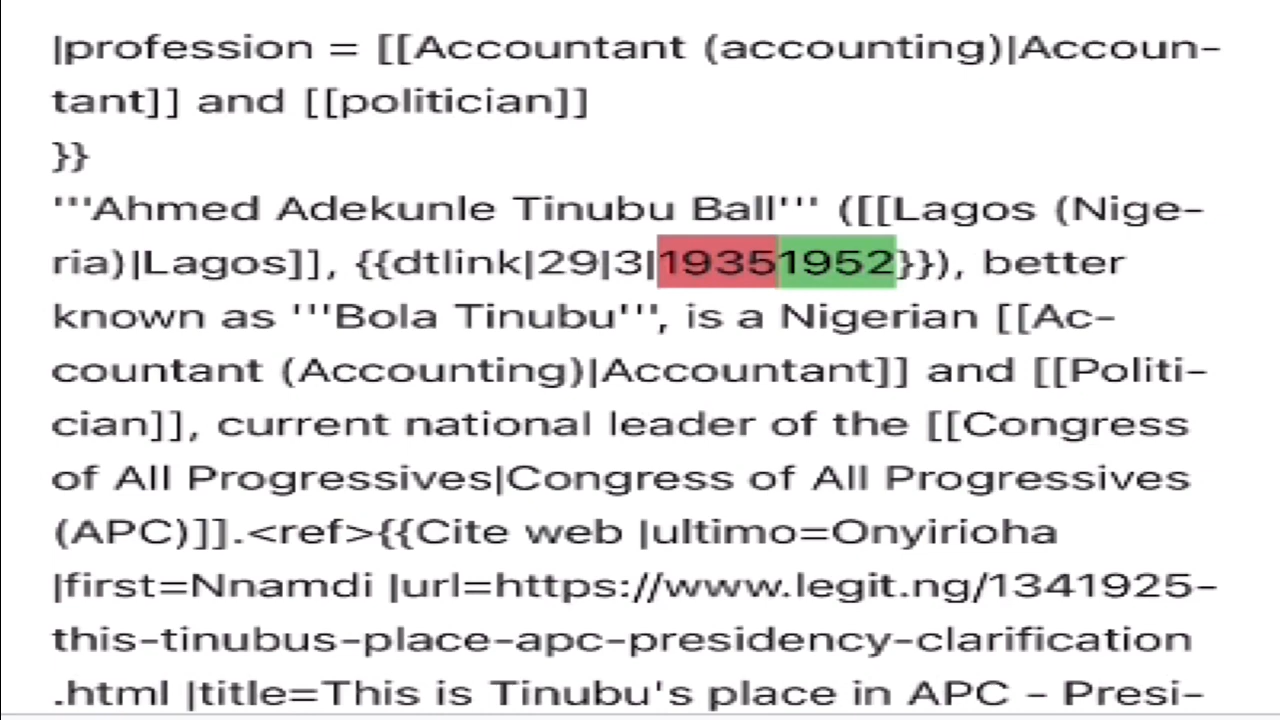 |profession = [[Accountant (accounting)|Accoun-
tant]] and [[politician]]
}}
'''Ahmed Adekunle Tinubu Ball''' ([[Lagos (Nige-
ria)|Lagos]], {{dtlink|29|3|19351952}}), better
known as '''Bola Tinubu''', is a Nigerian [[Ac-
countant (Accounting)|Accountant]] and [[Politi-
cian]], current national leader of the [[Congress
of All Progressives|Congress of All Progressives
(APC)]].<ref>{{Cite web |ultimo=Onyirioha
|first=Nnamdi |url=https://www.legit.ng/1341925-
this-tinubus-place-apc-presidency-clarification
.html |title=This is Tinubu's place in APC - Presi-